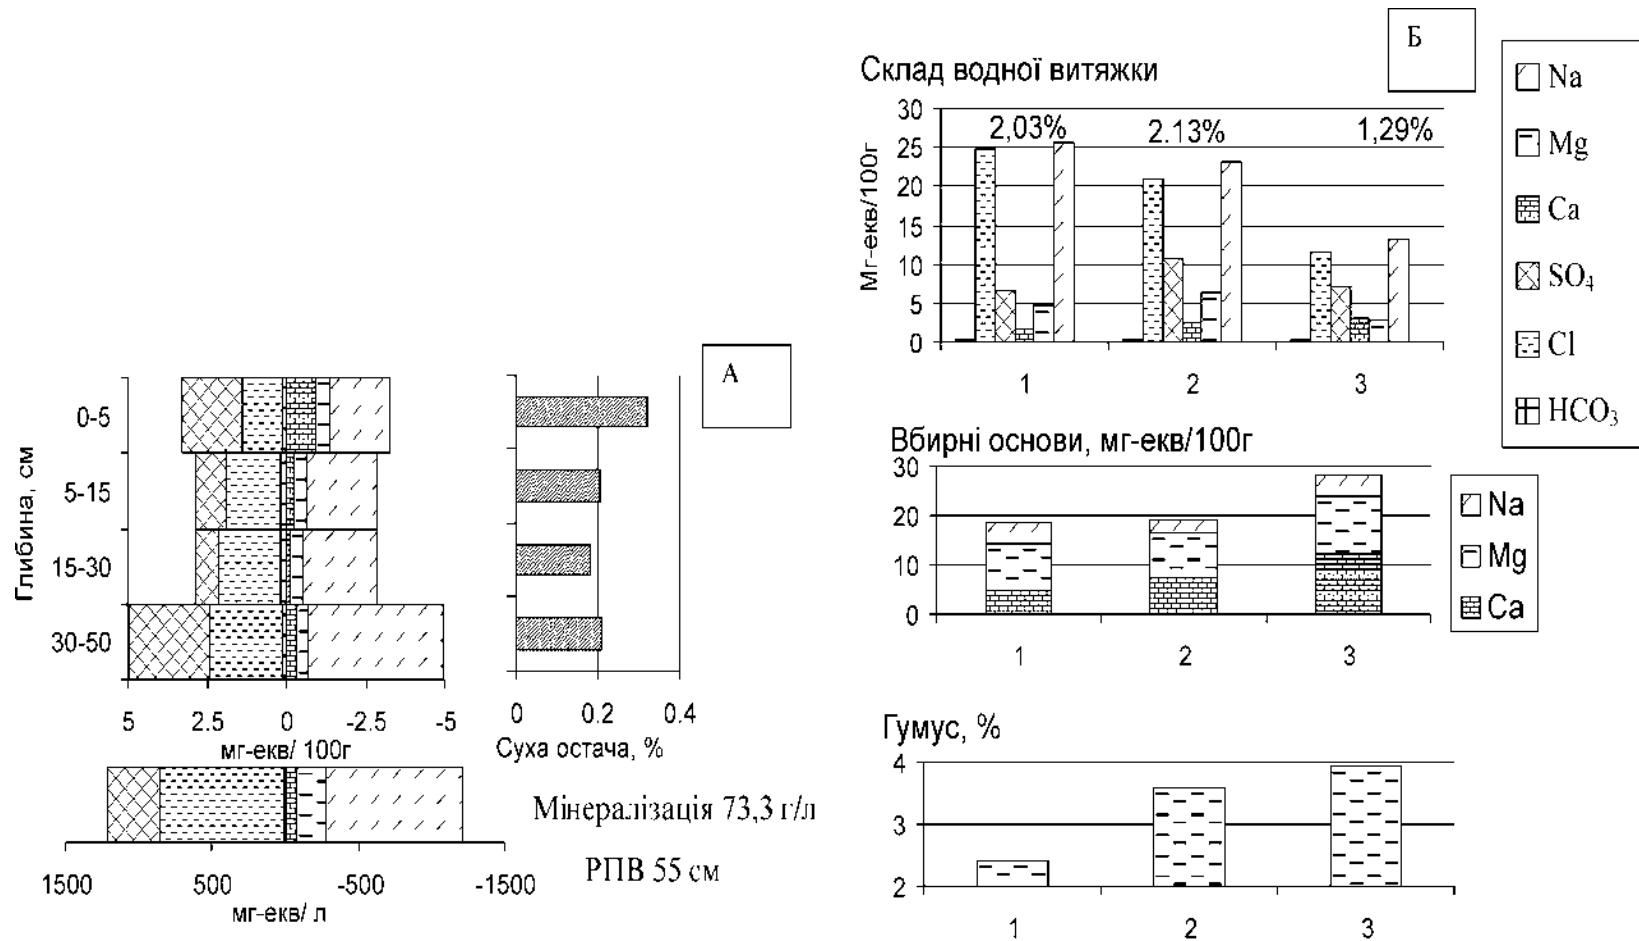 А
Глибина, см
0-5
5-15
15-30
30-50
5 2.5 0 -2.5 -5
мг-екв/ 100г
0 0.2 0.4
Суха остача, %
1500 500 -500 -1500
мг-екв/ л
Мінералізація 73,3 г/л
РПВ 55 см
Б
Склад водної витяжки
Мг-екв/100г
30
25
20
15
10
5
0
2,03% 2.13% 1,29%
1 2 3
Na
Mg
Ca
SO₄
Cl
HCO₃
Вбирні основи, мг-екв/100г
30
20
10
0
1 2 3
Na
Mg
Ca
Гумус, %
4
3
2
1 2 3